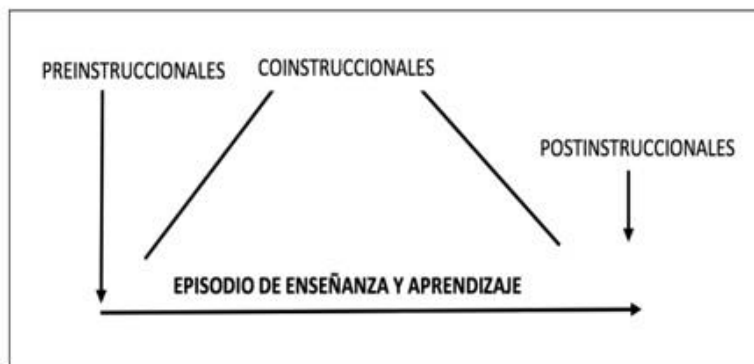 PREINSTRUCCIONALES
COINSTRUCCIONALES
POSTINSTRUCCIONALES
EPISODIO DE ENSEÑANZA Y APRENDIZAJE